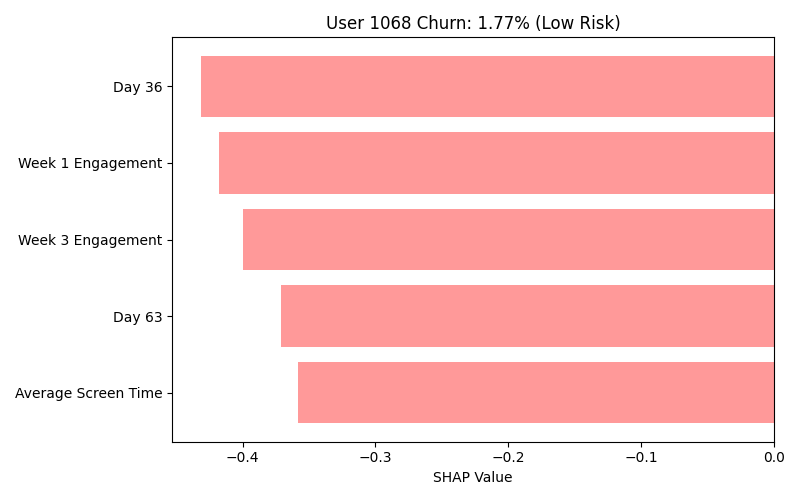 User 1068 Churn: 1.77% (Low Risk)
Day 36
Week 1 Engagement
Week 3 Engagement
Day 63
Average Screen Time
−0.4 −0.3 −0.2 −0.1 0.0
SHAP Value